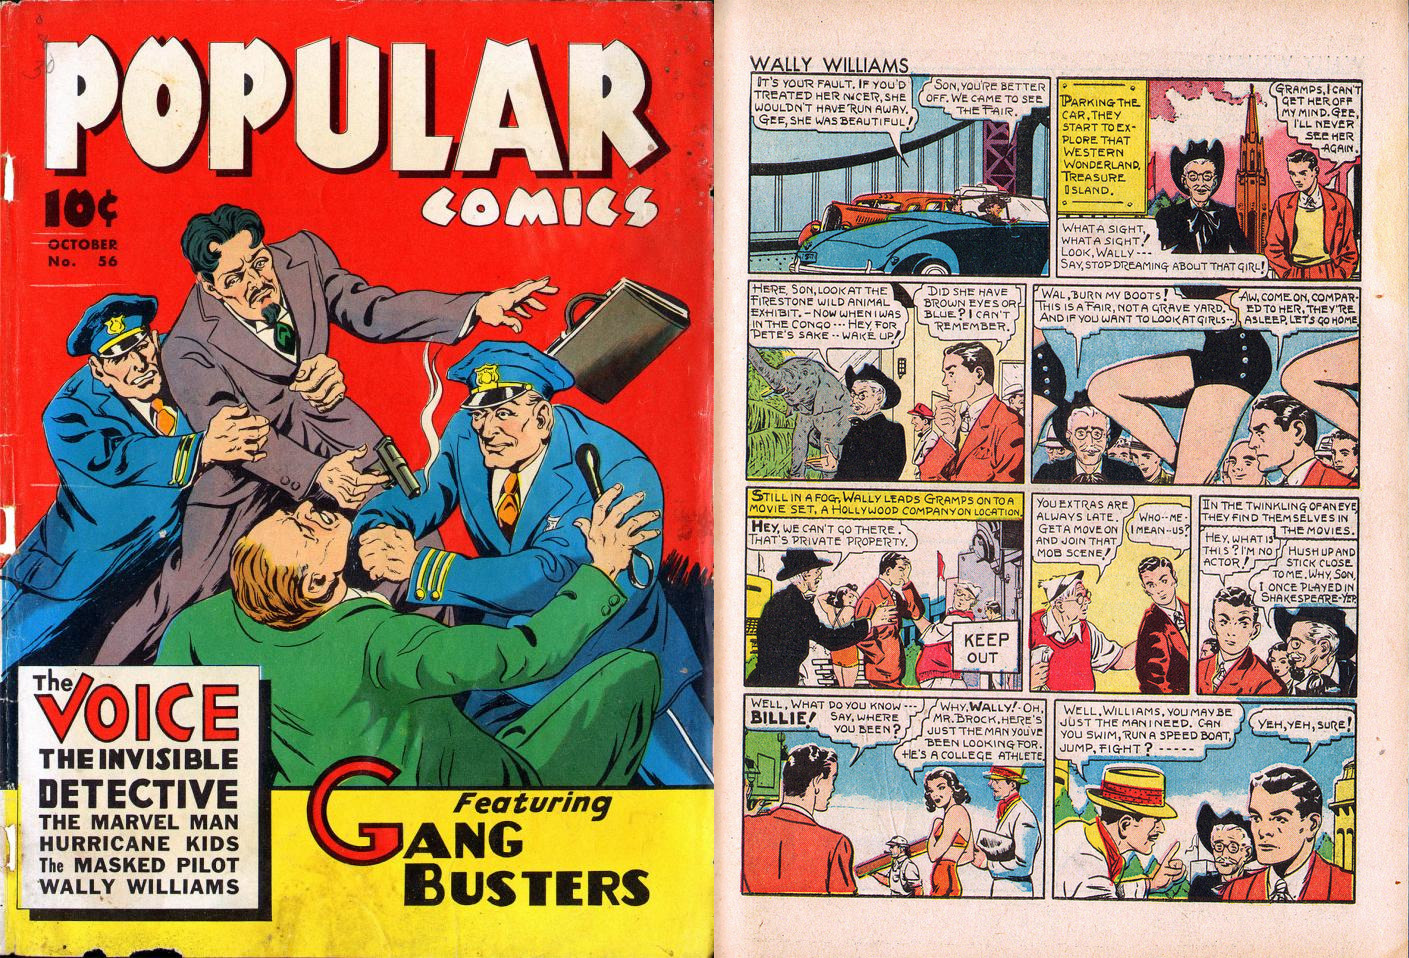 POPULAR
COMICS
10¢
OCTOBER
No. 56
The
VOICE
THE INVISIBLE
DETECTIVE
THE MARVEL MAN
HURRICANE KIDS
The MASKED PILOT
WALLY WILLIAMS
Featuring
GANG
BUSTERS
WALLY WILLIAMS
IT'S YOUR FAULT. IF YOU'D
TREATED HER NICER, SHE
WOULDN'T HAVE RUN AWAY.
GEE, SHE WAS BEAUTIFUL!
SON, YOU'RE BETTER
OFF. WE CAME TO SEE
THE FAIR.
PARKING THE
CAR, THEY
START TO EX-
PLORE THAT
WESTERN
WONDERLAND,
TREASURE
ISLAND.
GRAMPS, I CAN'T
GET HER OFF
MY MIND. GEE,
I'LL NEVER
SEE HER
AGAIN.
WHAT A SIGHT,
WHAT A SIGHT!
LOOK, WALLY---
SAY, STOP DREAMING ABOUT THAT GIRL!
HERE, SON, LOOK AT THE
FIRESTONE WILD ANIMAL
EXHIBIT. - NOW WHEN I WAS
IN THE CONGO --- HEY, FOR
PETE'S SAKE -- WAKE UP!
DID SHE HAVE
BROWN EYES OR
BLUE? I CAN'T
REMEMBER.
WAL, BURN MY BOOTS!
THIS IS A FAIR, NOT A GRAVE YARD.
AND IF YOU WANT TO LOOK AT GIRLS--
AW, COME ON, COMPAR-
ED TO HER, THEY'RE
ASLEEP. LET'S GO HOME
STILL IN A FOG, WALLY LEADS GRAMPS ON TO A
MOVIE SET, A HOLLYWOOD COMPANY ON LOCATION.
HEY, WE CAN'T GO THERE.
THAT'S PRIVATE PROPERTY.
KEEP
OUT
YOU EXTRAS ARE
ALWAYS LATE.
GET A MOVE ON
AND JOIN THAT
MOB SCENE!
WHO--ME-
I MEAN--US?
IN THE TWINKLING OF AN EYE,
THEY FIND THEMSELVES IN
THE MOVIES.
HEY, WHAT IS
THIS? I'M NO
ACTOR!
HUSH UP AND
STICK CLOSE
TO ME, WHY, SON,
I ONCE PLAYED IN
SHAKESPEARE-YEP.
WELL, WHAT DO YOU KNOW---
BILLIE!
SAY, WHERE
YOU BEEN?
WHY, WALLY!-OH,
MR. BROCK, HERE'S
JUST THE MAN YOU'VE
BEEN LOOKING FOR.
HE'S A COLLEGE ATHLETE.
WELL, WILLIAMS, YOU MAY BE
JUST THE MAN I NEED. CAN
YOU SWIM, RUN A SPEED BOAT,
JUMP, FIGHT? -----
YEH, YEH, SURE!